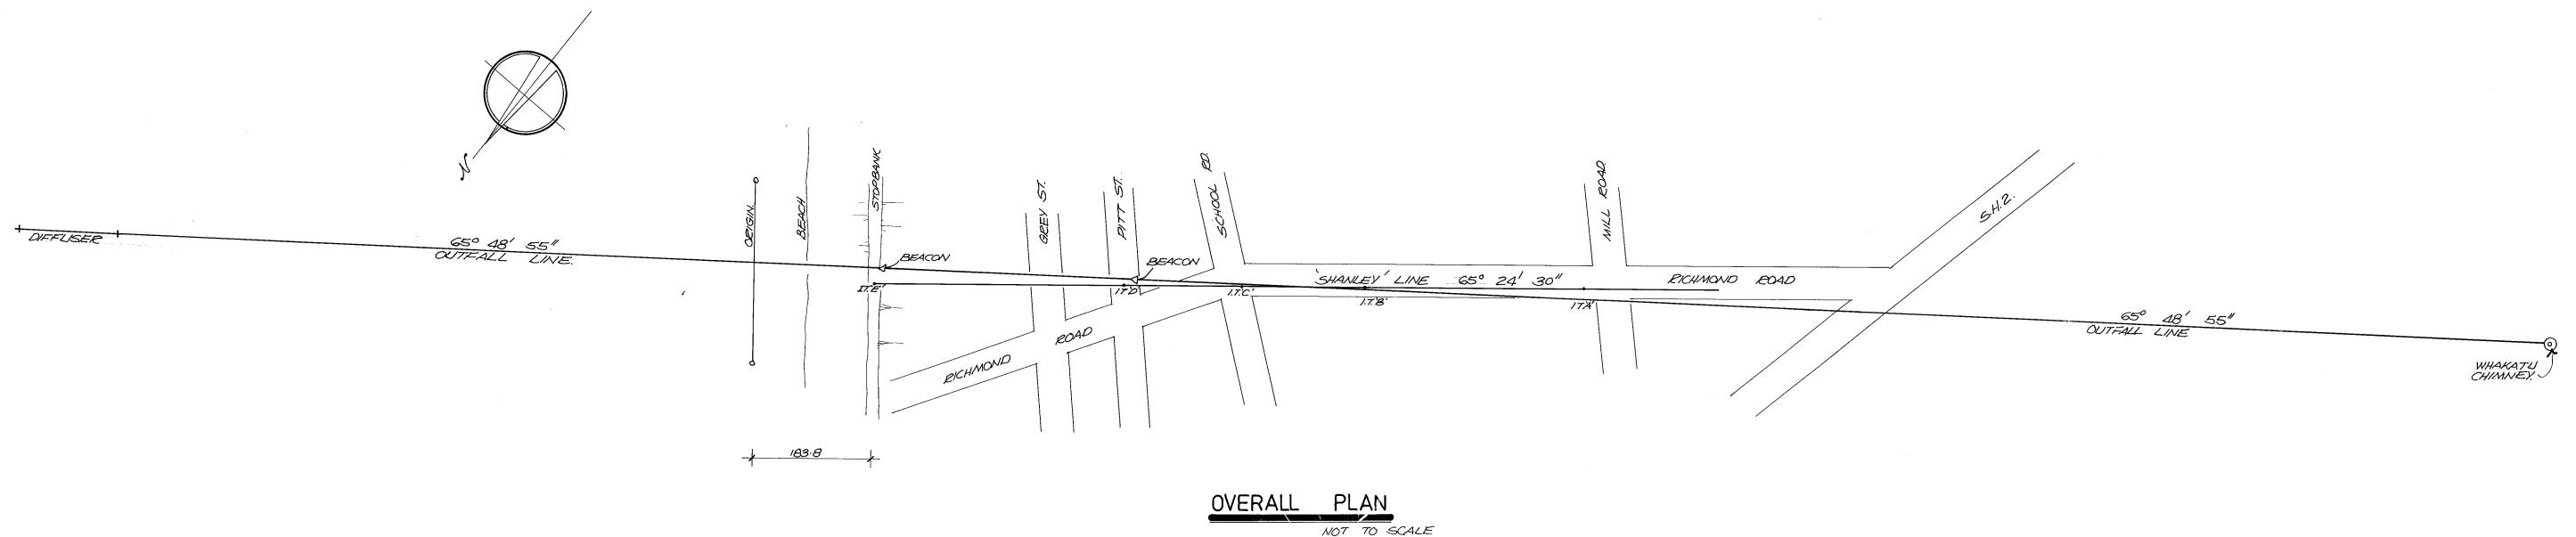 N
DIFFUSER
65° 48' 55"
OUTFALL LINE.
ORIGIN
BEACH
STOPBANK
BEACON
I.T.'E'
GREY ST.
PITT ST.
BEACON
I.T.'D'
SCHOOL RD.
I.T.'C'
'SHANLEY' LINE 65° 24' 30"
I.T.'B'
I.T.'A'
MILL ROAD
RICHMOND ROAD
RICHMOND ROAD
S.H.2.
65° 48' 55"
OUTFALL LINE
WHAKATU
CHIMNEY.
183.8
OVERALL PLAN
NOT TO SCALE